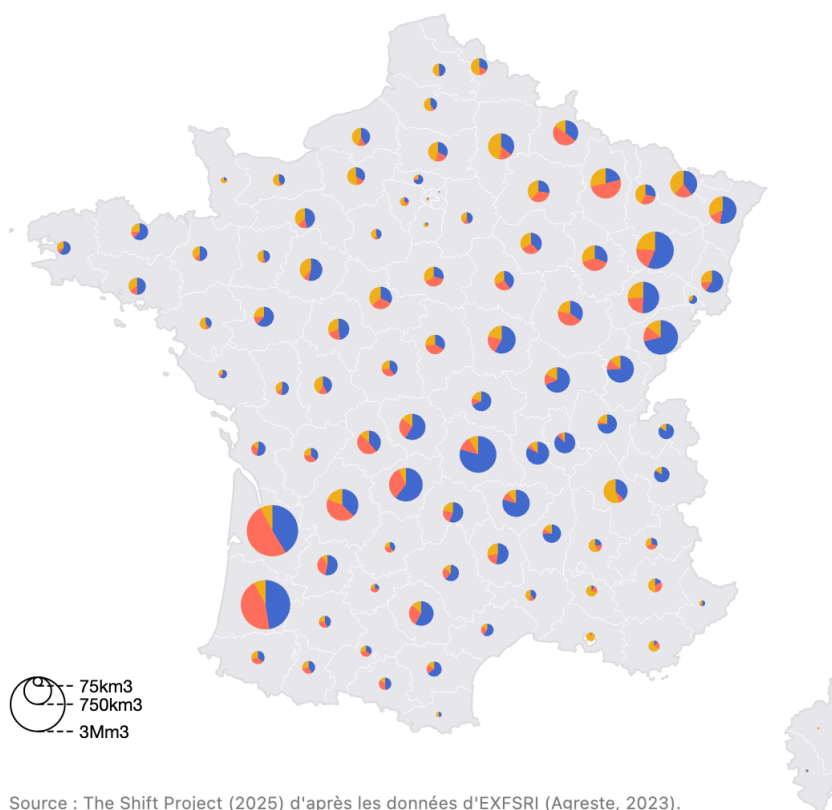 75km3
750km3
3Mm3
Source : The Shift Project (2025) d'après les données d'EXFSRI (Agreste, 2023).